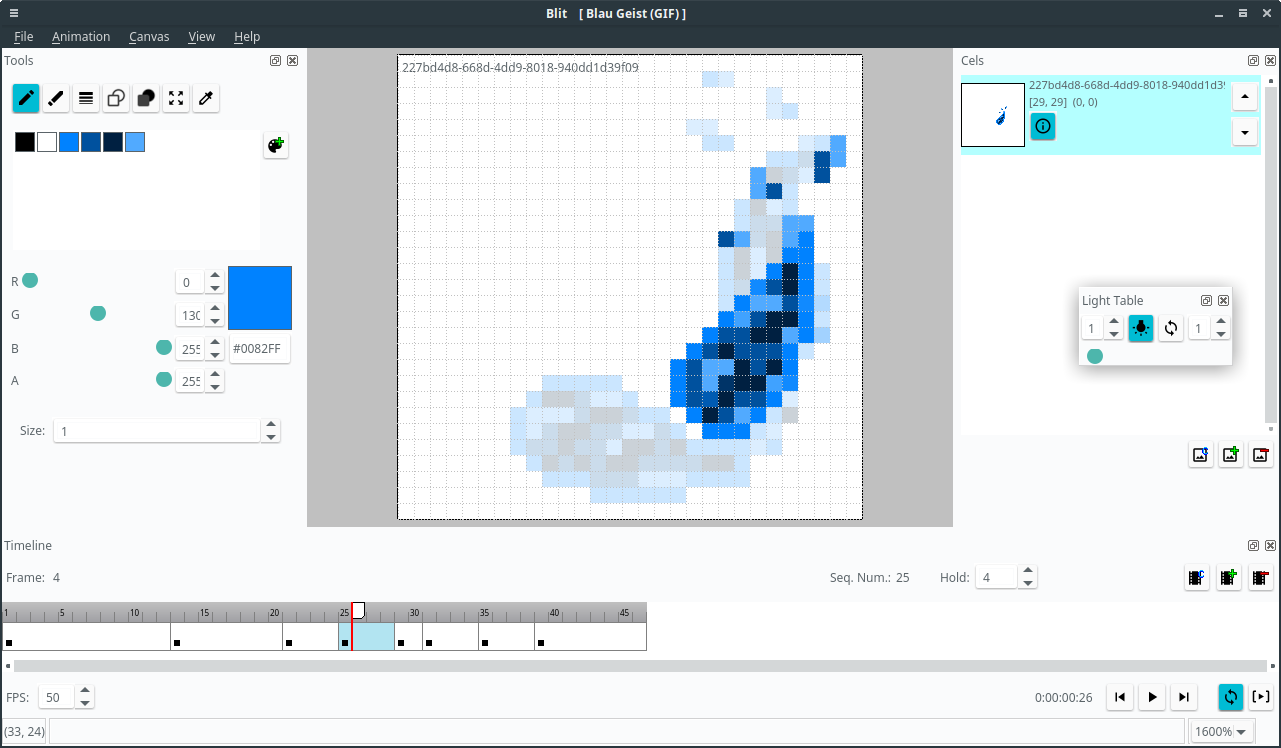 Blit [ Blau Geist (GIF) ]
File Animation Canvas View Help
Tools
227bd4d8-668d-4dd9-8018-940dd1d39f09
Cels
227bd4d8-668d-4dd9-8018-940dd1d3
[29, 29] (0, 0)
R 0
G 130
B 255 #0082FF
A 255
Size: 1
Light Table
1 1
Timeline
Frame: 4 Seq. Num.: 25 Hold: 4
1 5 10 15 20 25 30 35 40 45
FPS: 50 0:00:00:26
(33, 24) 1600%